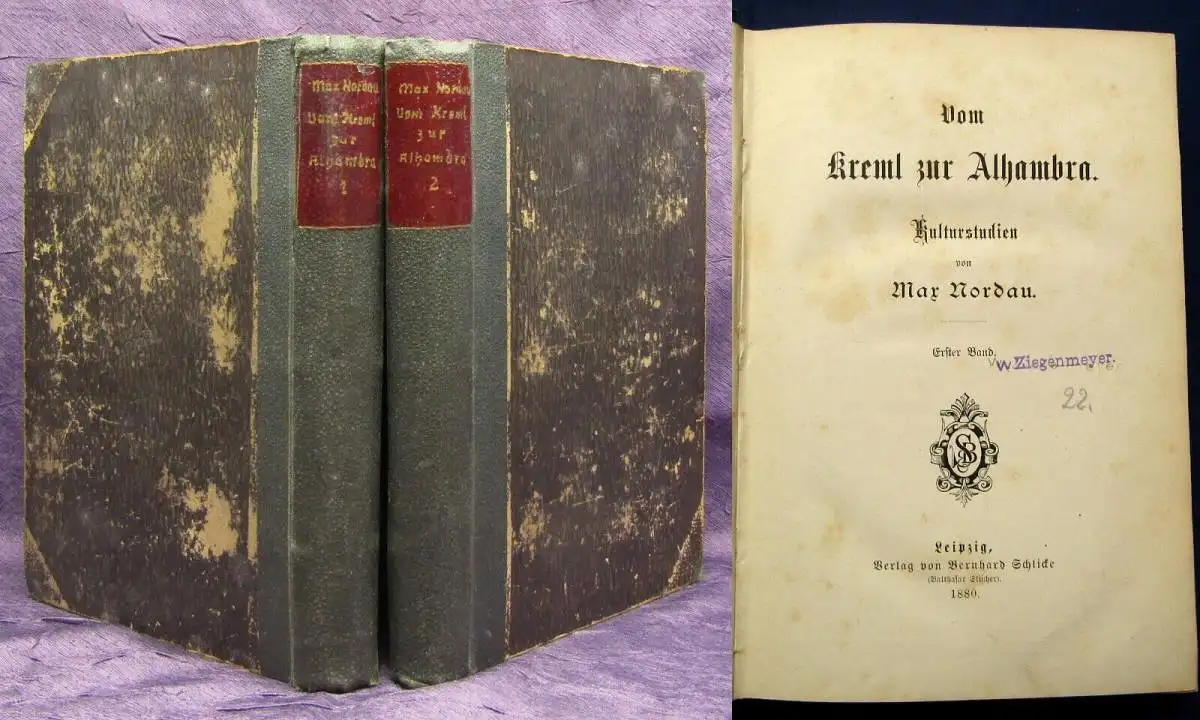 Max Nordau
Vom Kreml
zur
Alhambra
1
Max Nordau
Vom Kreml
zur
Alhambra
2
Vom
Kreml zur Alhambra.
Kulturstudien
von
Max Nordau.
Erster Band.
W Ziegenmeyer.
22.
Leipzig,
Verlag von Bernhard Schlicke
(Balthasar Elischer).
1880.